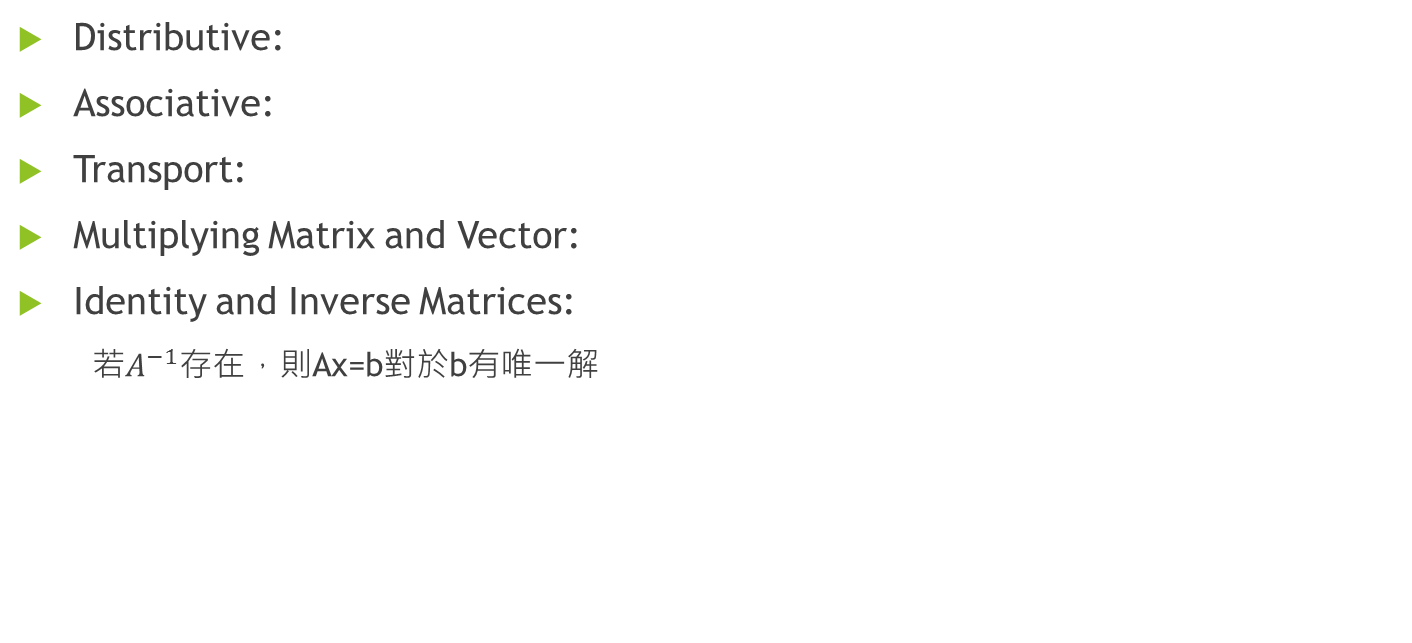 Distributive:
Associative:
Transport:
Multiplying Matrix and Vector:
Identity and Inverse Matrices:
若𝐴⁻¹存在，則Ax=b對於b有唯一解